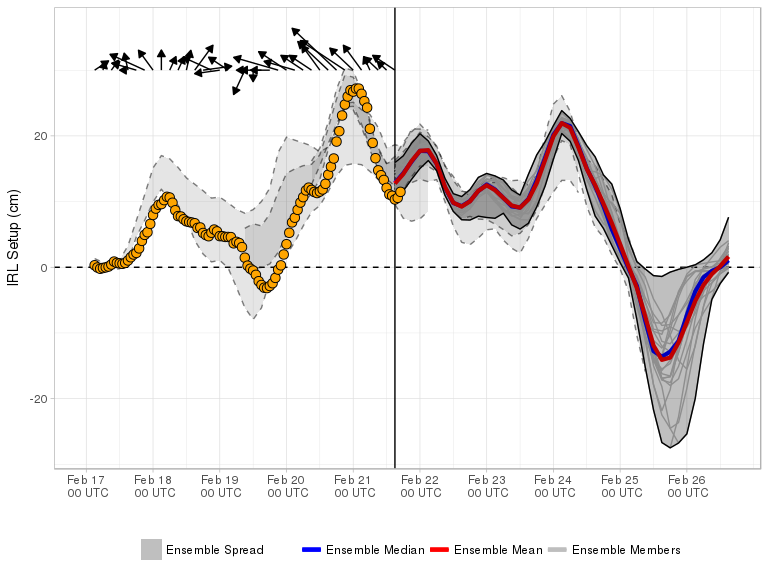 IRL Setup (cm)
20
0
-20
Feb 17 Feb 18 Feb 19 Feb 20 Feb 21 Feb 22 Feb 23 Feb 24 Feb 25 Feb 26
00 UTC 00 UTC 00 UTC 00 UTC 00 UTC 00 UTC 00 UTC 00 UTC 00 UTC 00 UTC
Ensemble Spread Ensemble Median Ensemble Mean Ensemble Members